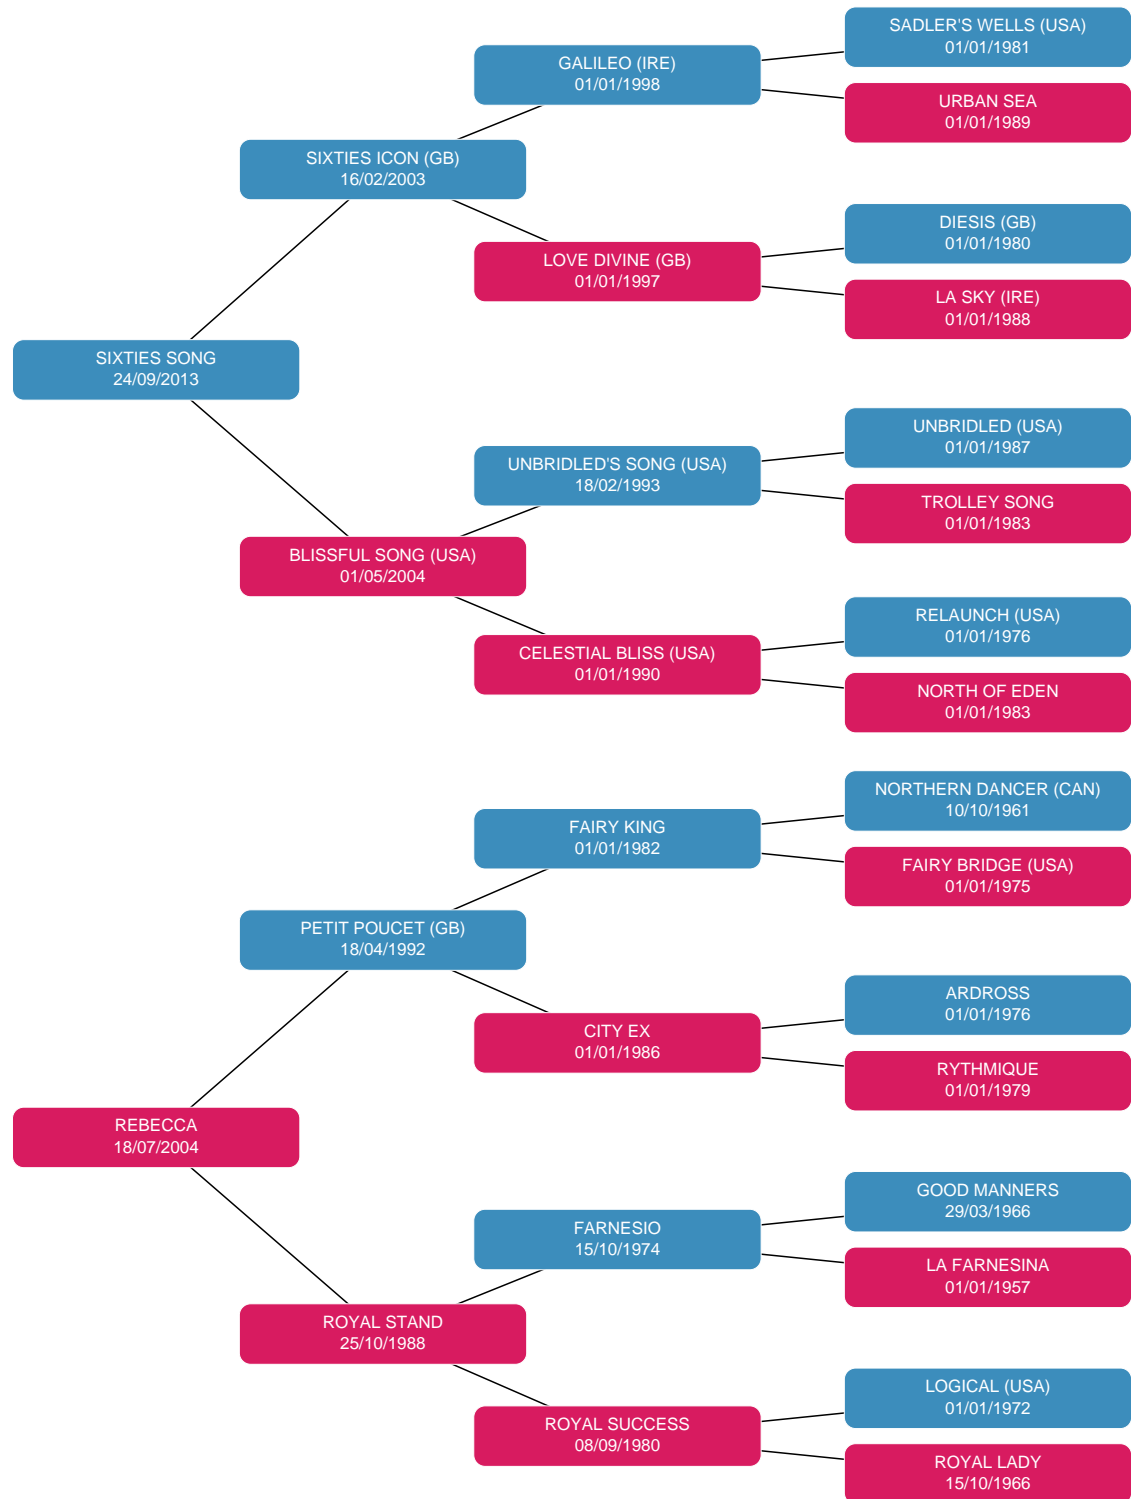 SADLER'S WELLS (USA)
01/01/1981
GALILEO (IRE)
01/01/1998
URBAN SEA
01/01/1989
SIXTIES ICON (GB)
16/02/2003
DIESIS (GB)
01/01/1980
LOVE DIVINE (GB)
01/01/1997
LA SKY (IRE)
01/01/1988
SIXTIES SONG
24/09/2013
UNBRIDLED (USA)
01/01/1987
UNBRIDLED'S SONG (USA)
18/02/1993
TROLLEY SONG
01/01/1983
BLISSFUL SONG (USA)
01/05/2004
RELAUNCH (USA)
01/01/1976
CELESTIAL BLISS (USA)
01/01/1990
NORTH OF EDEN
01/01/1983
NORTHERN DANCER (CAN)
10/10/1961
FAIRY KING
01/01/1982
FAIRY BRIDGE (USA)
01/01/1975
PETIT POUCET (GB)
18/04/1992
ARDROSS
01/01/1976
CITY EX
01/01/1986
RYTHMIQUE
01/01/1979
REBECCA
18/07/2004
GOOD MANNERS
29/03/1966
FARNESIO
15/10/1974
LA FARNESINA
01/01/1957
ROYAL STAND
25/10/1988
LOGICAL (USA)
01/01/1972
ROYAL SUCCESS
08/09/1980
ROYAL LADY
15/10/1966